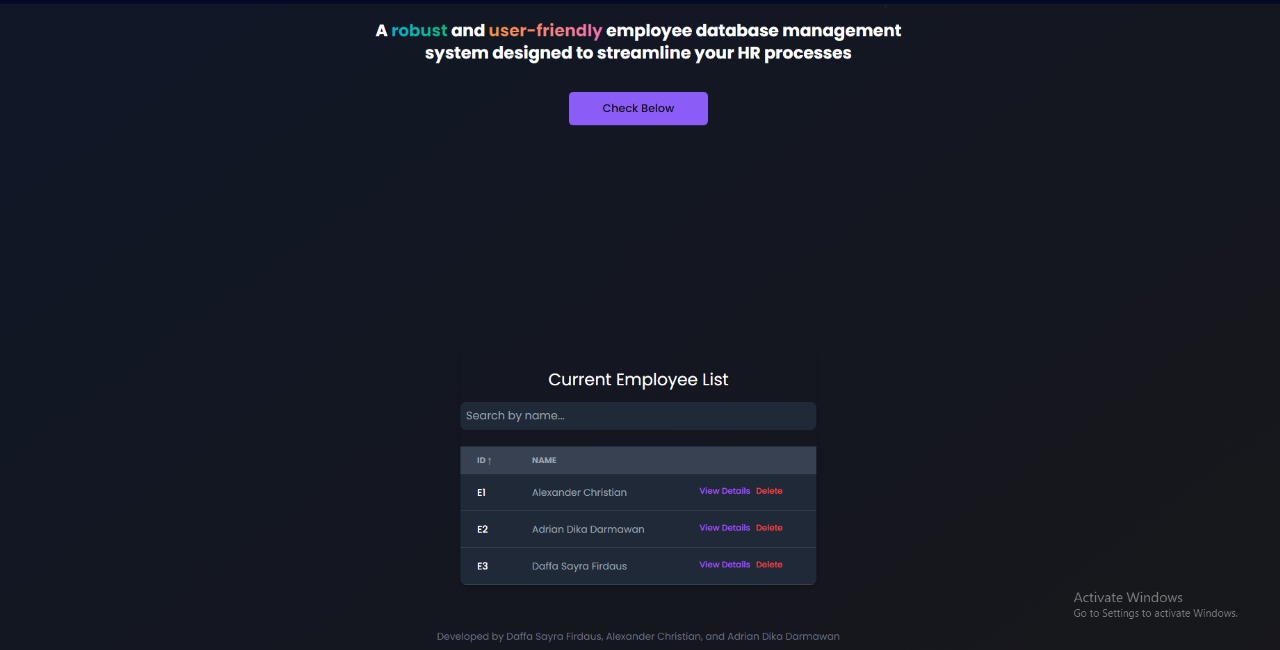 A robust and user-friendly employee database management
system designed to streamline your HR processes
Check Below
Current Employee List
Search by name...
ID ↑ NAME
E1 Alexander Christian View Details Delete
E2 Adrian Dika Darmawan View Details Delete
E3 Daffa Sayra Firdaus View Details Delete
Activate Windows
Go to Settings to activate Windows.
Developed by Daffa Sayra Firdaus, Alexander Christian, and Adrian Dika Darmawan